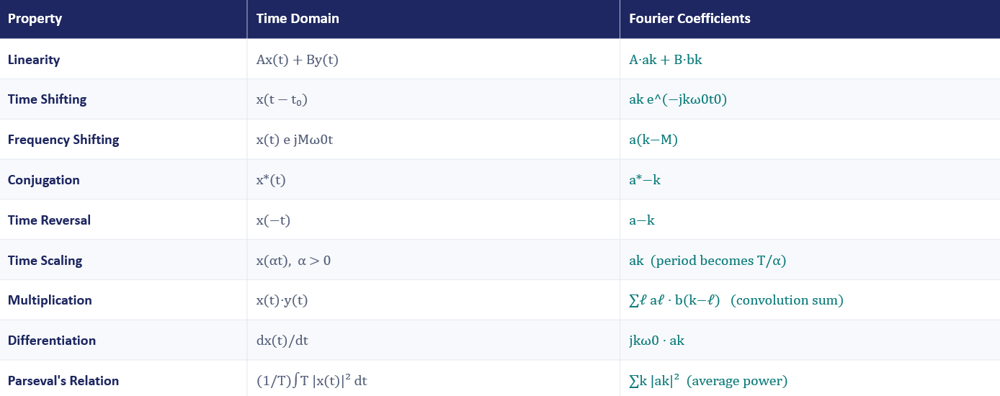 Property Time Domain Fourier Coefficients
Linearity Ax(t) + By(t) A·ak + B·bk
Time Shifting x(t − t₀) ak e^(−jkω0t0)
Frequency Shifting x(t) e jMω0t a(k−M)
Conjugation x*(t) a*−k
Time Reversal x(−t) a−k
Time Scaling x(αt), α > 0 ak (period becomes T/α)
Multiplication x(t)·y(t) ∑ℓ aℓ · b(k−ℓ) (convolution sum)
Differentiation dx(t)/dt jkω0 · ak
Parseval's Relation (1/T)∫T |x(t)|² dt ∑k |ak|² (average power)